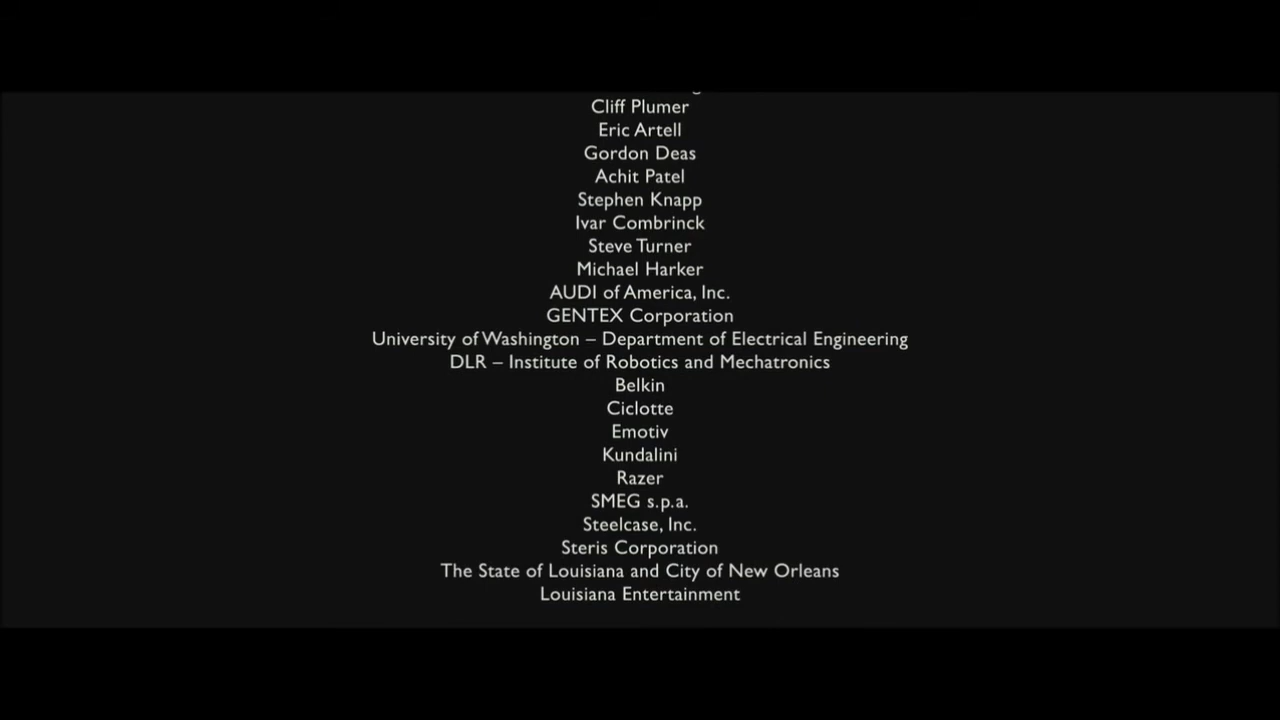 Cliff Plumer
Eric Artell
Gordon Deas
Achit Patel
Stephen Knapp
Ivar Combrinck
Steve Turner
Michael Harker
AUDI of America, Inc.
GENTEX Corporation
University of Washington – Department of Electrical Engineering
DLR – Institute of Robotics and Mechatronics
Belkin
Ciclotte
Emotiv
Kundalini
Razer
SMEG s.p.a.
Steelcase, Inc.
Steris Corporation
The State of Louisiana and City of New Orleans
Louisiana Entertainment